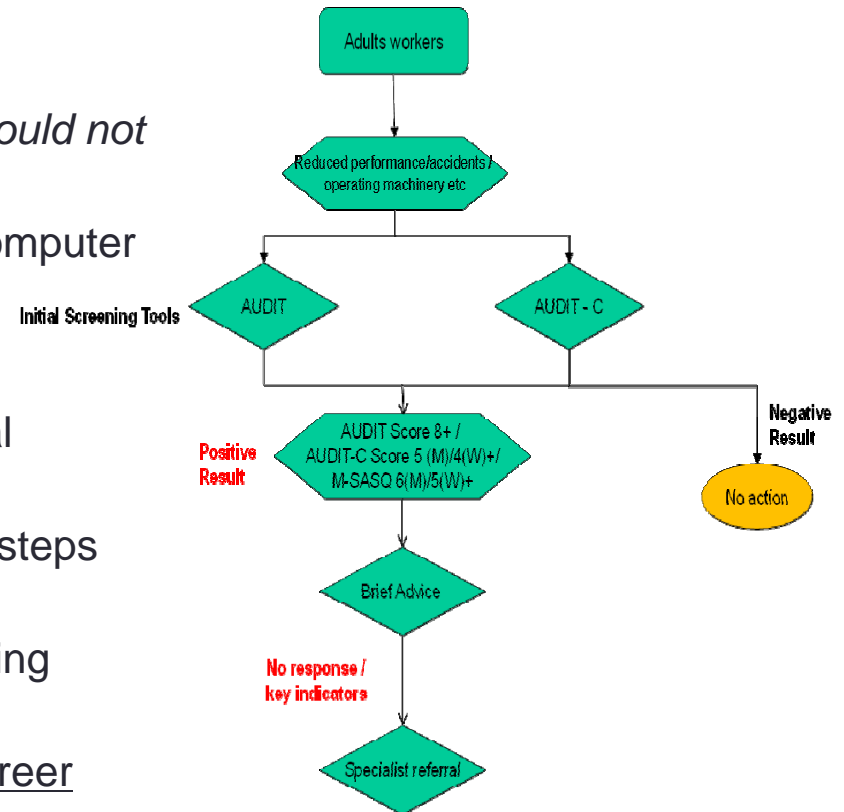 ould not
omputer
al
steps
ing
reer
Adults workers
Reduced performance/accidents /
operating machinery etc
Initial Screening Tools
AUDIT
AUDIT - C
Positive
Result
AUDIT Score 8+ /
AUDIT-C Score 5 (M)/4(W)+/
M-SASQ 6(M)/5(W)+
Negative
Result
No action
Brief Advice
No response /
key indicators
Specialist referral